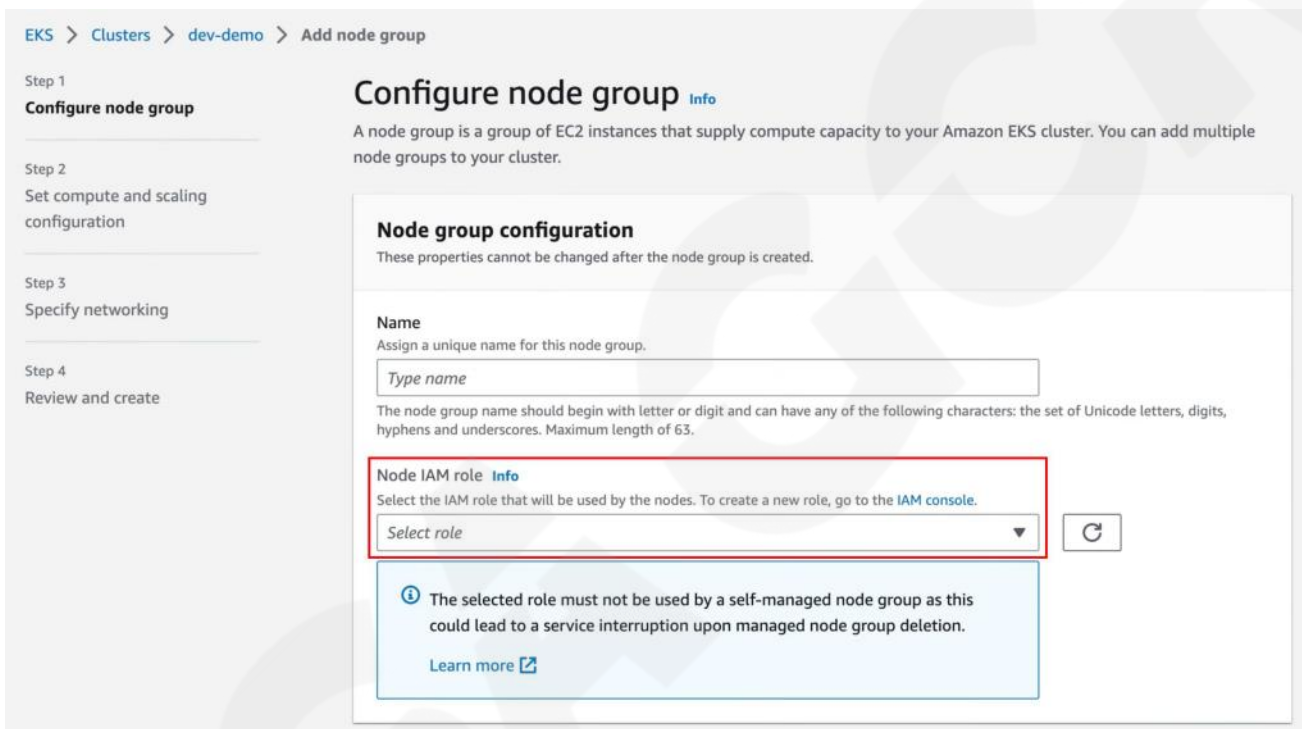 EKS > Clusters > dev-demo > Add node group
Step 1
Configure node group
Step 2
Set compute and scaling
configuration
Step 3
Specify networking
Step 4
Review and create
Configure node group Info
A node group is a group of EC2 instances that supply compute capacity to your Amazon EKS cluster. You can add multiple
node groups to your cluster.
Node group configuration
These properties cannot be changed after the node group is created.
Name
Assign a unique name for this node group.
Type name
The node group name should begin with letter or digit and can have any of the following characters: the set of Unicode letters, digits,
hyphens and underscores. Maximum length of 63.
Node IAM role Info
Select the IAM role that will be used by the nodes. To create a new role, go to the IAM console.
Select role
The selected role must not be used by a self-managed node group as this
could lead to a service interruption upon managed node group deletion.
Learn more